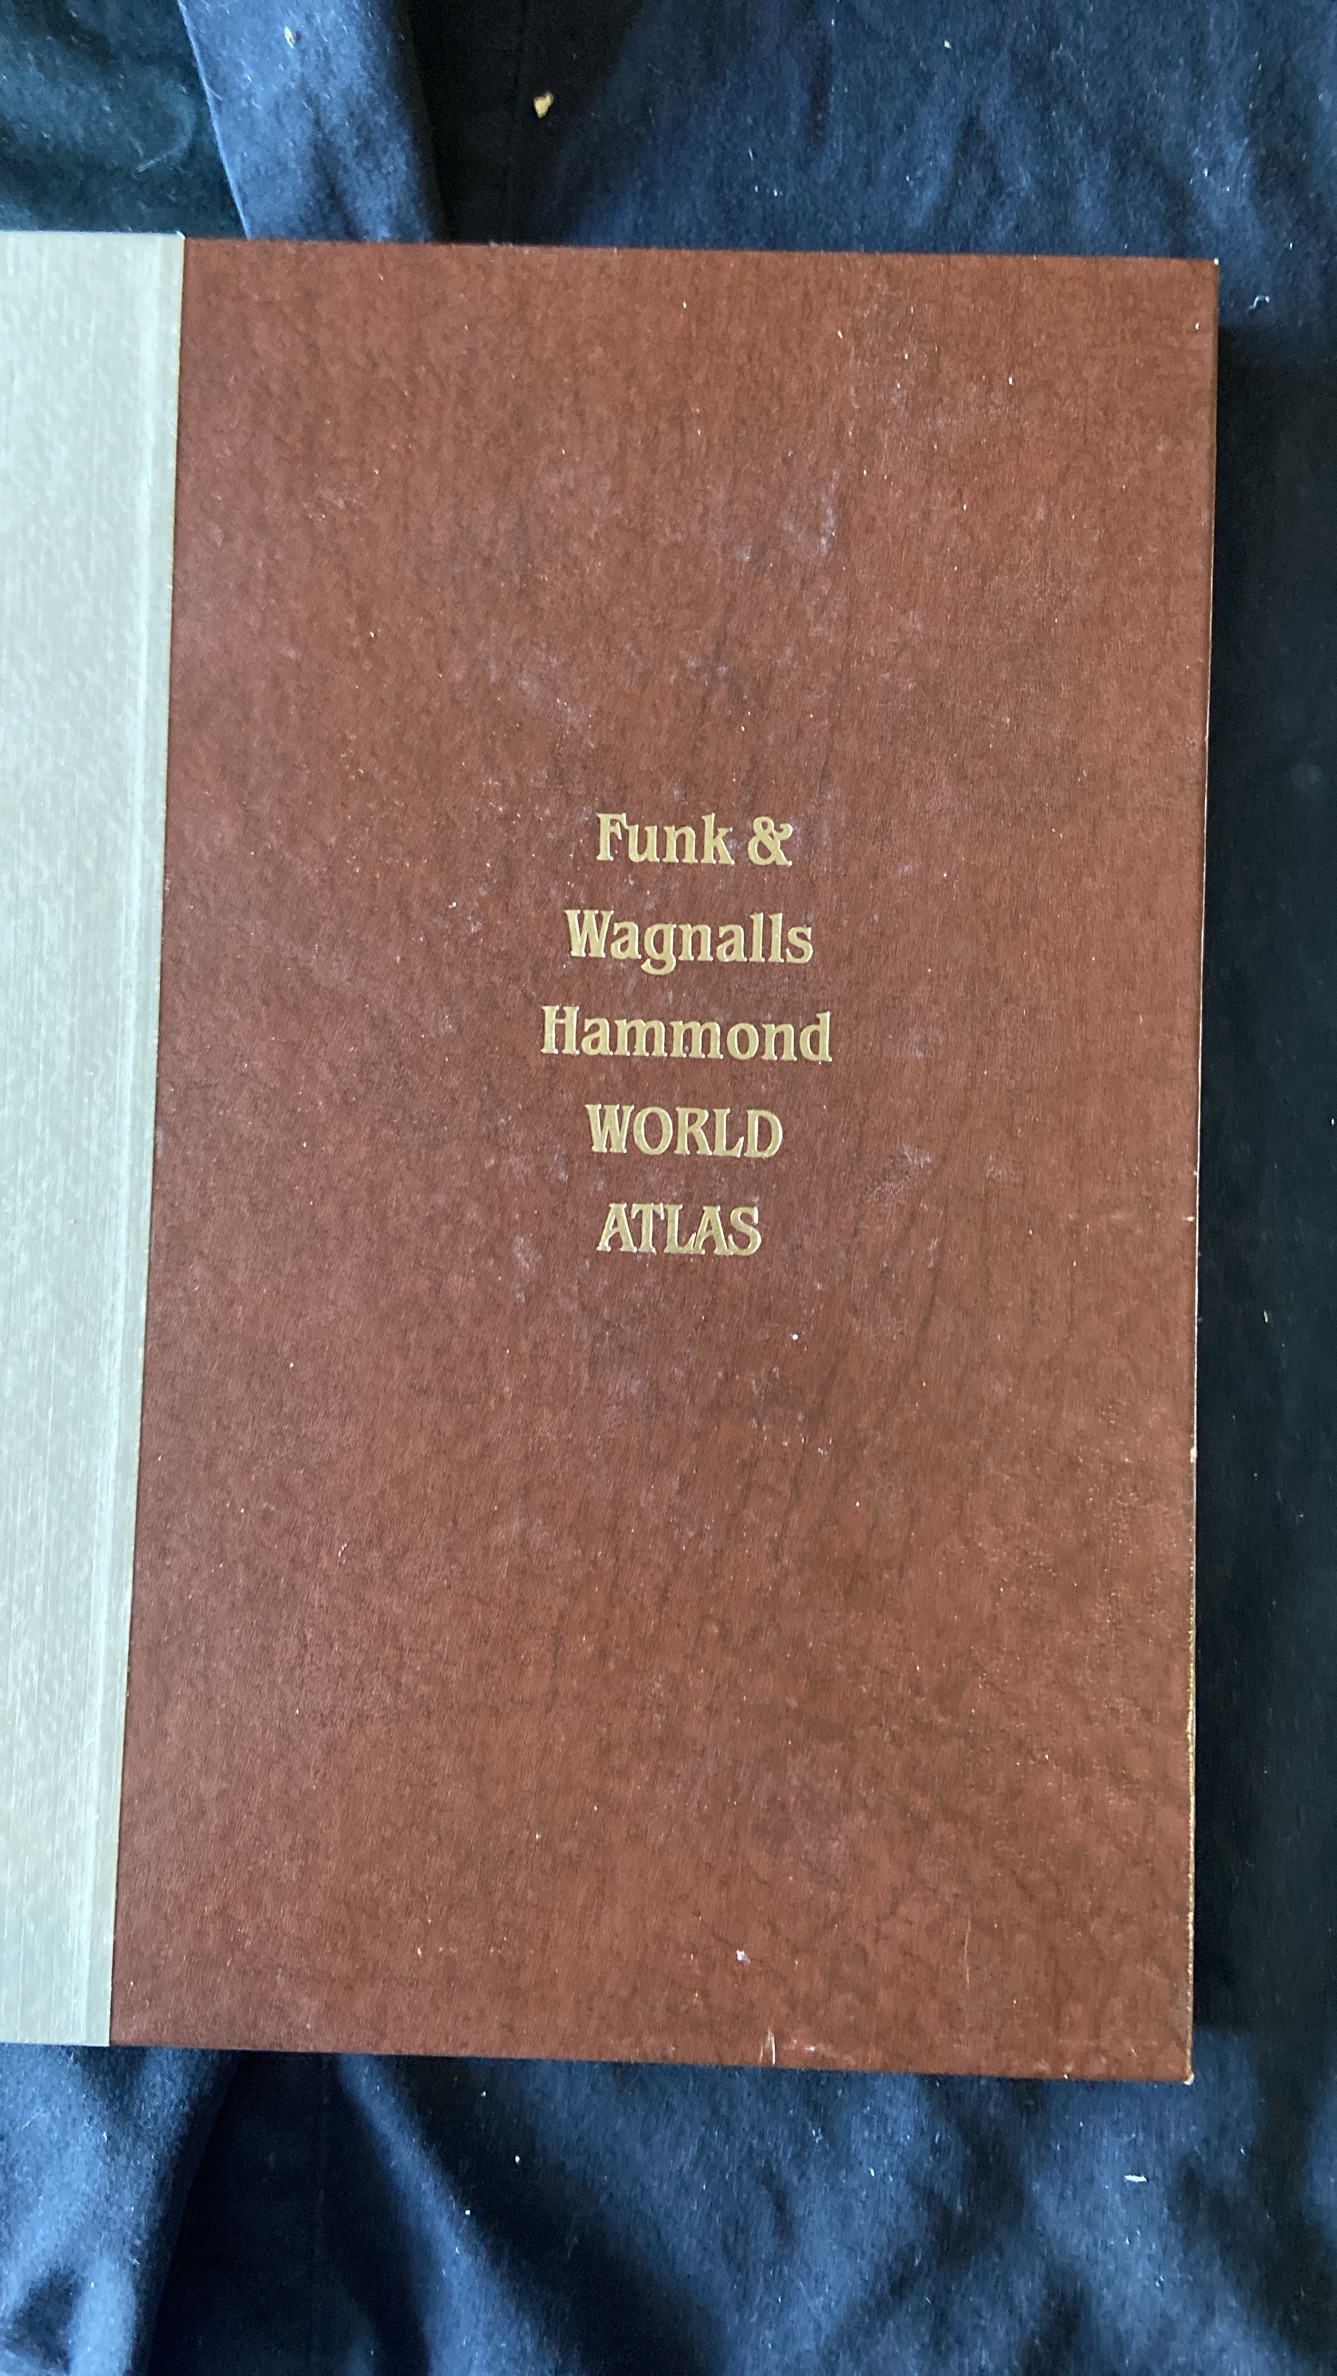 Funk &
Wagnalls
Hammond
WORLD
ATLAS